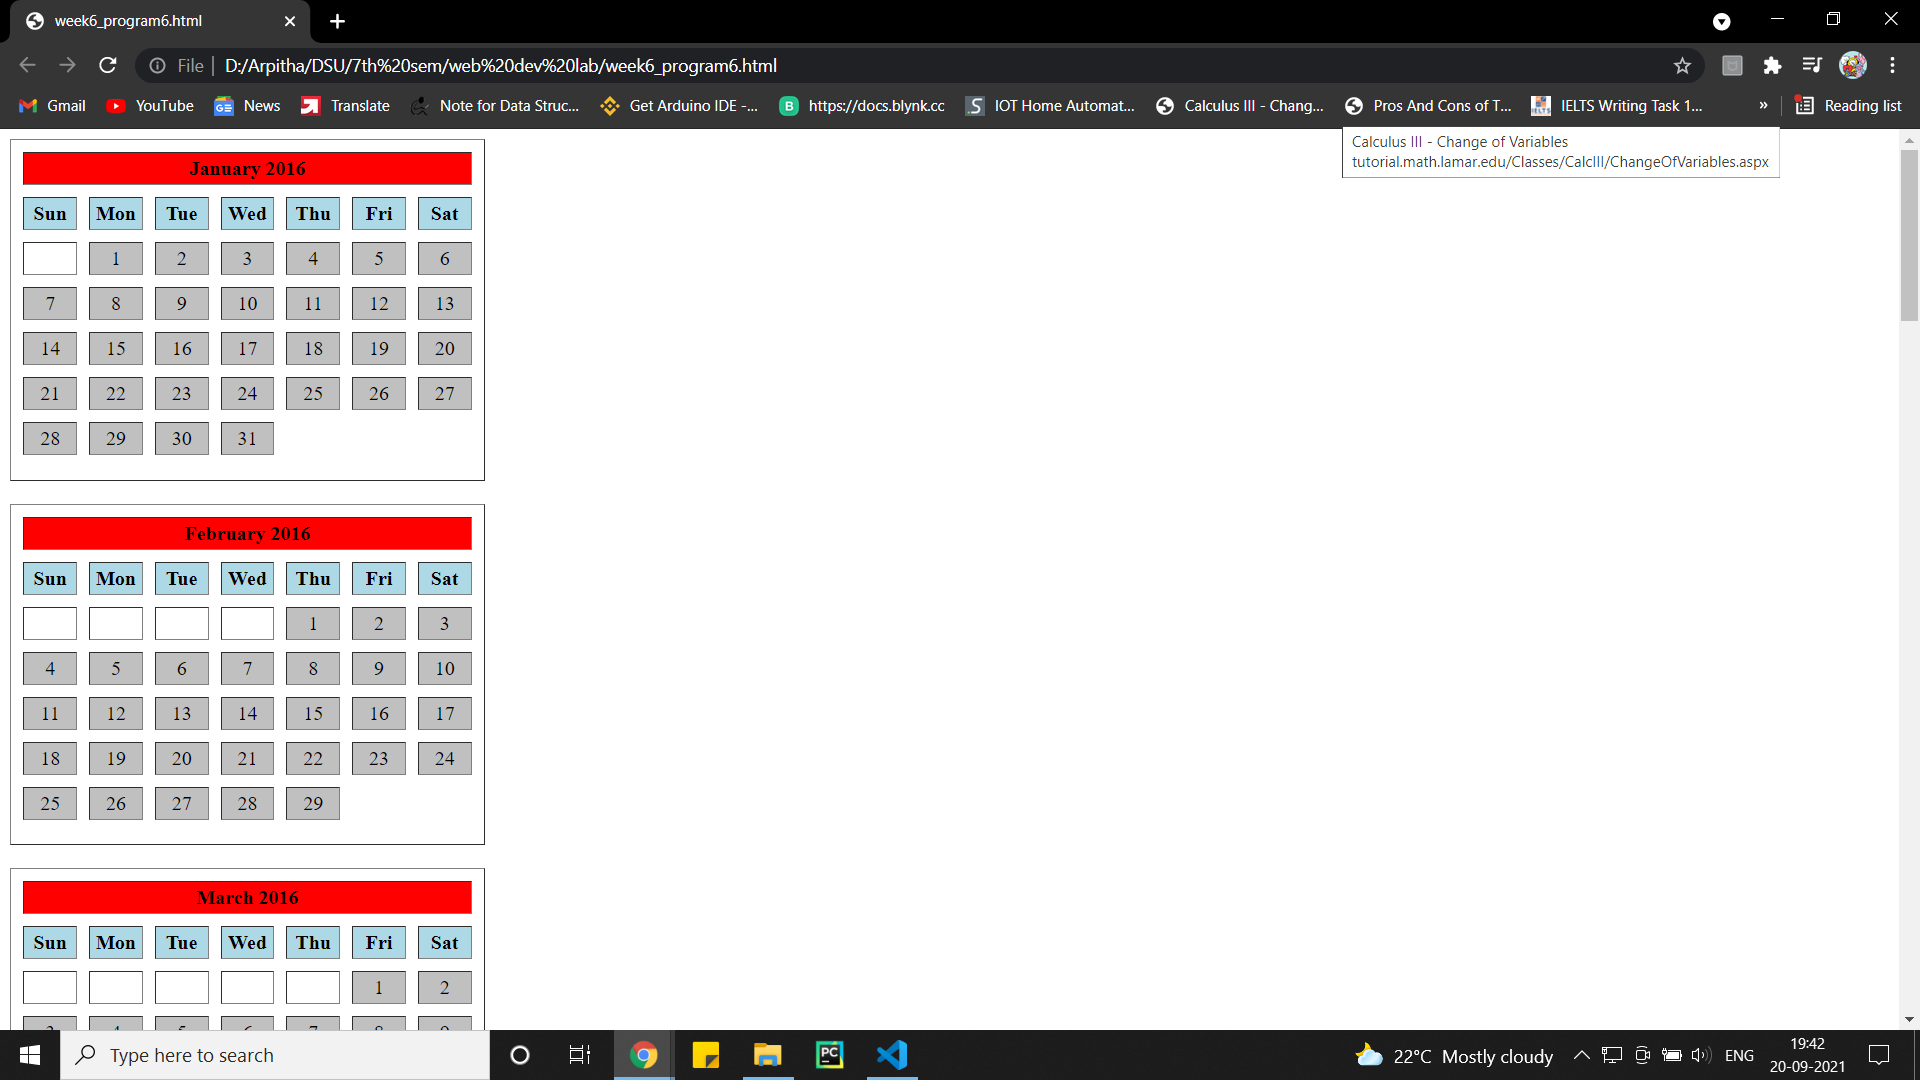 week6_program6.html
File | D:/Arpitha/DSU/7th%20sem/web%20dev%20lab/week6_program6.html
Gmail YouTube News Translate Note for Data Struc... Get Arduino IDE -... https://docs.blynk.cc IOT Home Automat... Calculus III - Chang... Pros And Cons of T... IELTS Writing Task 1... » Reading list
Calculus III - Change of Variables
tutorial.math.lamar.edu/Classes/CalcIII/ChangeOfVariables.aspx
January 2016
Sun Mon Tue Wed Thu Fri Sat
1 2 3 4 5 6
7 8 9 10 11 12 13
14 15 16 17 18 19 20
21 22 23 24 25 26 27
28 29 30 31
February 2016
Sun Mon Tue Wed Thu Fri Sat
1 2 3
4 5 6 7 8 9 10
11 12 13 14 15 16 17
18 19 20 21 22 23 24
25 26 27 28 29
March 2016
Sun Mon Tue Wed Thu Fri Sat
1 2
3 4 5 6 7 8 9
Type here to search
PC
22°C Mostly cloudy
ENG
19:42
20-09-2021